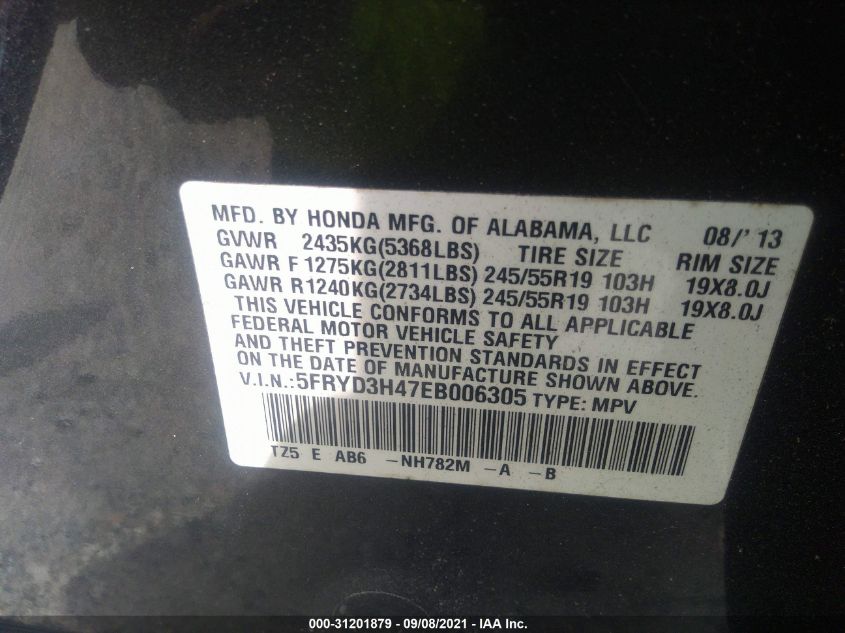 MFD. BY HONDA MFG. OF ALABAMA, LLC 08/' 13
GVWR 2435KG(5368LBS) TIRE SIZE RIM SIZE
GAWR F 1275KG(2811LBS) 245/55R19 103H 19X8.0J
GAWR R1240KG(2734LBS) 245/55R19 103H 19X8.0J
THIS VEHICLE CONFORMS TO ALL APPLICABLE
FEDERAL MOTOR VEHICLE SAFETY
AND THEFT PREVENTION STANDARDS IN EFFECT
ON THE DATE OF MANUFACTURE SHOWN ABOVE.
V.I.N.:5FRYD3H47EB006305 TYPE: MPV
TZ5 E AB6 -NH782M -A -B
000-31201879 - 09/08/2021 - IAA Inc.